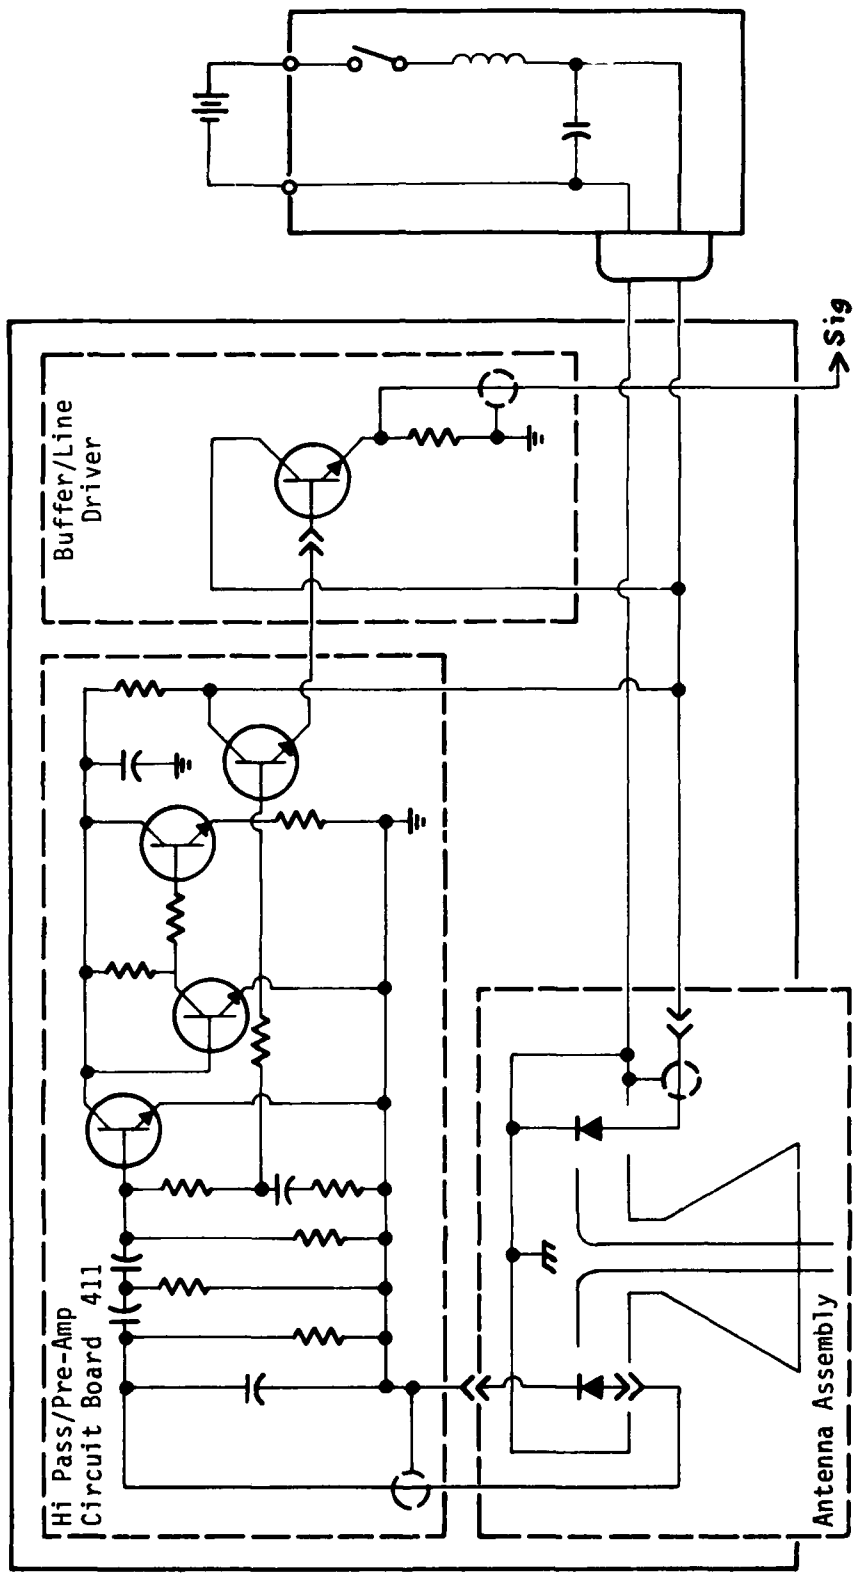 Sig
Buffer/Line
Driver
Hi Pass/Pre-Amp
Circuit Board 411
Antenna Assembly